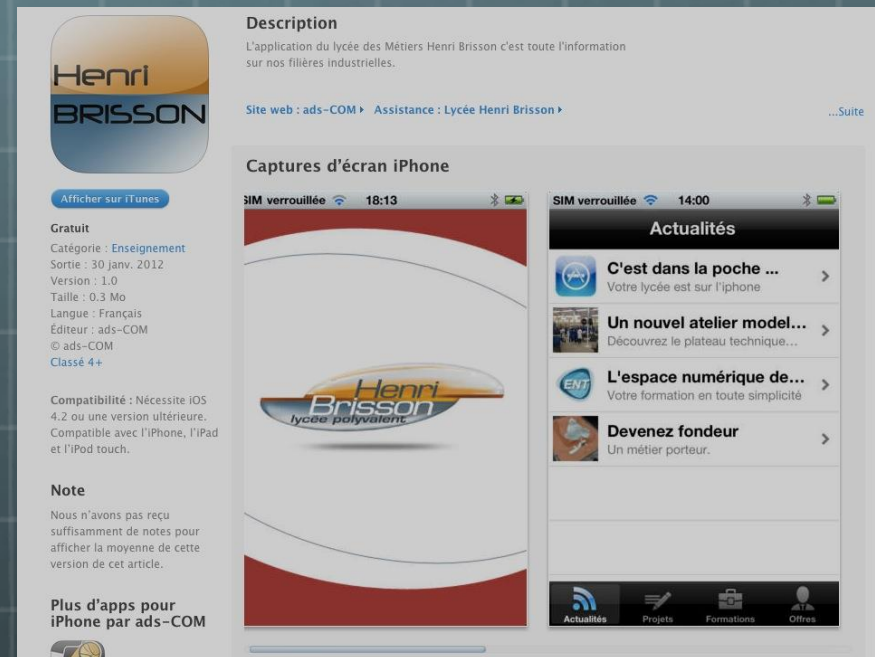 Henri
BRISSON
Afficher sur iTunes
Gratuit
Catégorie : Enseignement
Sortie : 30 janv. 2012
Version : 1.0
Taille : 0.3 Mo
Langue : Français
Éditeur : ads-COM
© ads-COM
Classé 4+
Compatibilité : Nécessite iOS
4.2 ou une version ultérieure.
Compatible avec l'iPhone, l'iPad
et l'iPod touch.
Note
Nous n'avons pas reçu
suffisamment de notes pour
afficher la moyenne de cette
version de cet article.
Plus d'apps pour
iPhone par ads-COM
Description
L'application du lycée des Métiers Henri Brisson c'est toute l'information
sur nos filières industrielles.
Site web : ads-COM Assistance : Lycée Henri Brisson ...Suite
Captures d'écran iPhone
SIM verrouillée 18:13
Henri
Brisson
lycée polyvalent
SIM verrouillée 14:00
Actualités
C'est dans la poche ...
Votre lycée est sur l'iphone
Un nouvel atelier model...
Découvrez le plateau technique...
ENT
L'espace numérique de...
Votre formation en toute simplicité
Devenez fondeur
Un métier porteur.
Actualités Projets Formations Offres